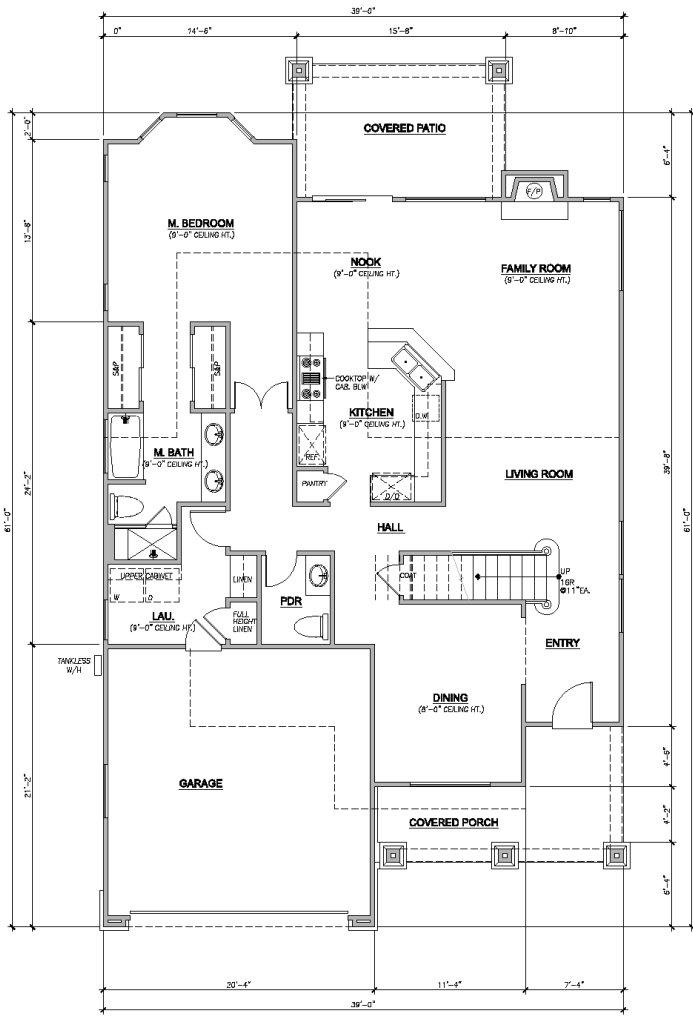 39'-0"
0" 14'-6" 15'-8" 8'-10"
2'-0"
COVERED PATIO
6'-4"
F/P
M. BEDROOM
(9'-0" CEILING HT.)
13'-8"
NOOK
(9'-0" CEILING HT.)
FAMILY ROOM
(9'-0" CEILING HT.)
S&P
S&P
COOKTOP W/
CAB. BLW
KITCHEN
(9'-0" CEILING HT.)
D.W
M. BATH
(9'-0" CEILING HT.)
REF.
39'-8"
LIVING ROOM
PANTRY
24'-2"
61'-0"
61'-0"
HALL
UPPER CABINET
W D
LINEN
COAT
UP
16R
@11"EA.
PDR
LAU.
(9'-0" CEILING HT.)
FULL
HEIGHT
LINEN
ENTRY
TANKLESS
W/H
DINING
(8'-0" CEILING HT.)
4'-6"
GARAGE
21'-2"
4'-2"
COVERED PORCH
6'-4"
20'-4" 11'-4" 7'-4"
39'-0"